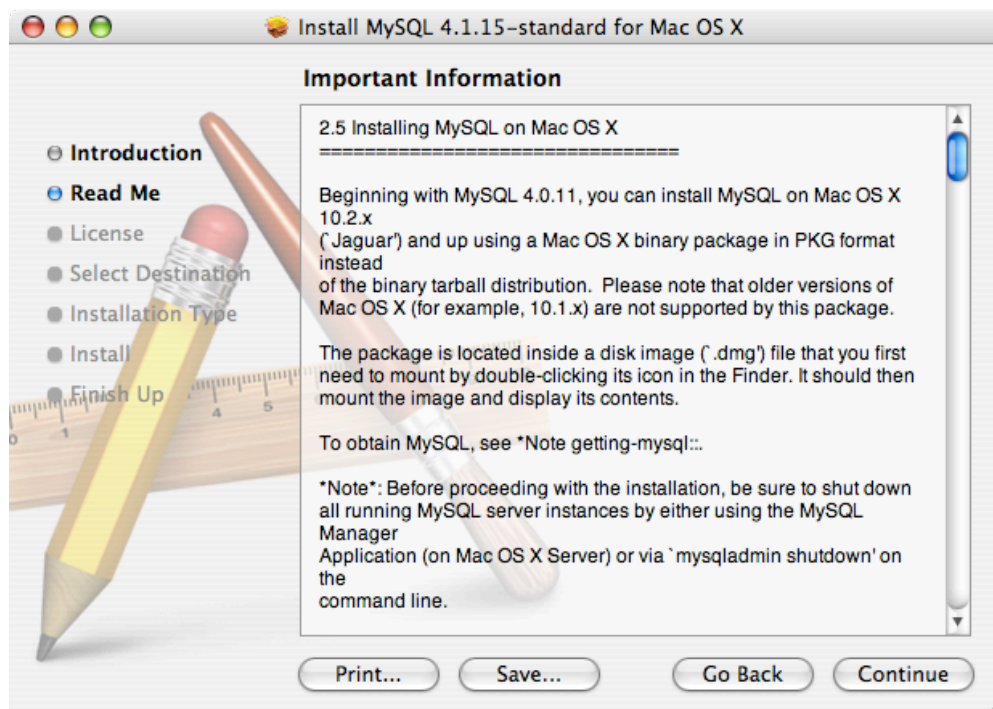 Install MySQL 4.1.15-standard for Mac OS X
Important Information
Introduction
Read Me
License
Select Destination
Installation Type
Install
Finish Up
2.5 Installing MySQL on Mac OS X
================================
Beginning with MySQL 4.0.11, you can install MySQL on Mac OS X
10.2.x
(`Jaguar') and up using a Mac OS X binary package in PKG format
instead
of the binary tarball distribution.  Please note that older versions of
Mac OS X (for example, 10.1.x) are not supported by this package.
The package is located inside a disk image (`.dmg') file that you first
need to mount by double-clicking its icon in the Finder. It should then
mount the image and display its contents.
To obtain MySQL, see *Note getting-mysql::.
*Note*: Before proceeding with the installation, be sure to shut down
all running MySQL server instances by either using the MySQL
Manager
Application (on Mac OS X Server) or via `mysqladmin shutdown' on
the
command line.
0 1 4 5
Print...
Save...
Go Back
Continue